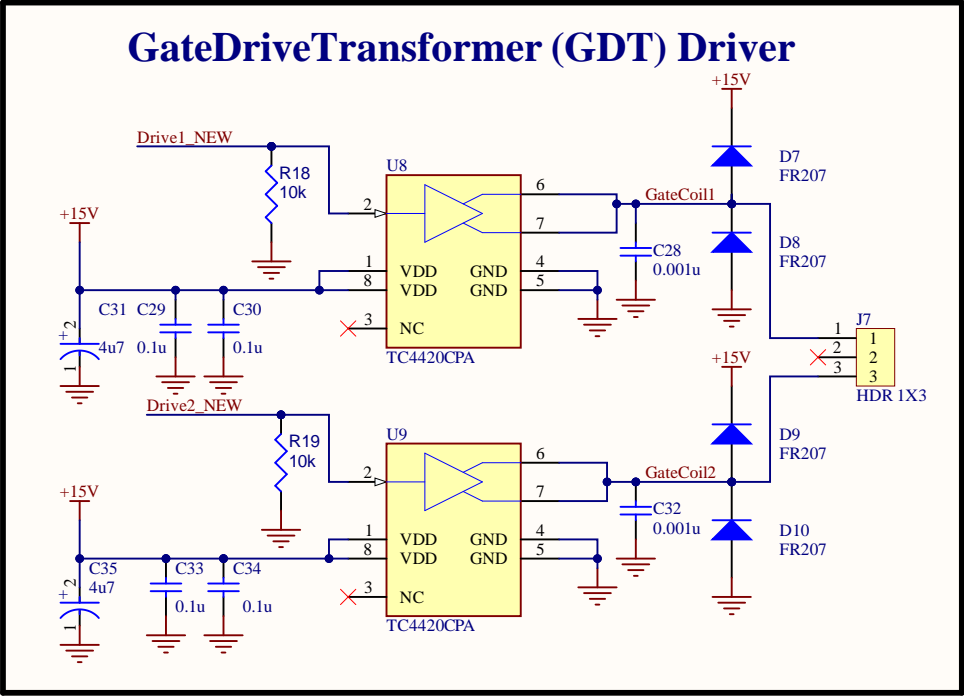 GateDriveTransformer (GDT) Driver
+15V
Drive1_NEW
R18
10k
U8
D7
FR207
2
6
7
GateCoil1
+15V
D8
FR207
C28
0.001u
1
8
VDD
VDD
GND
GND
4
5
C31
C29
C30
+
2
1
4u7
0.1u
0.1u
3
NC
TC4420CPA
J7
1
2
3
1
2
3
HDR 1X3
+15V
Drive2_NEW
R19
10k
U9
D9
FR207
2
6
7
GateCoil2
+15V
C32
0.001u
D10
FR207
1
8
VDD
VDD
GND
GND
4
5
C35
4u7
C33
C34
+
2
1
0.1u
0.1u
3
NC
TC4420CPA